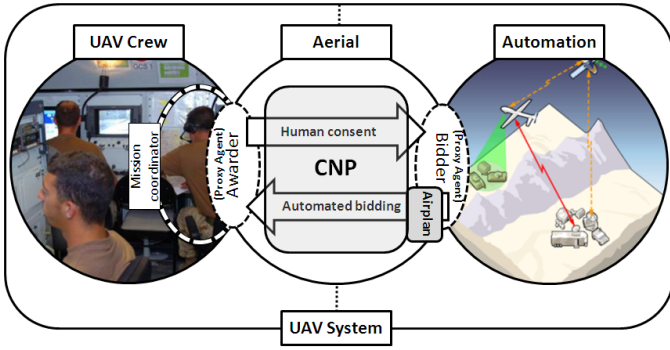 UAV Crew
Aerial
Automation
Mission
coordinator
(Proxy Agent)
Awarder
Human consent
CNP
Automated bidding
(Proxy Agent)
Bidder
Airplan
UAV System